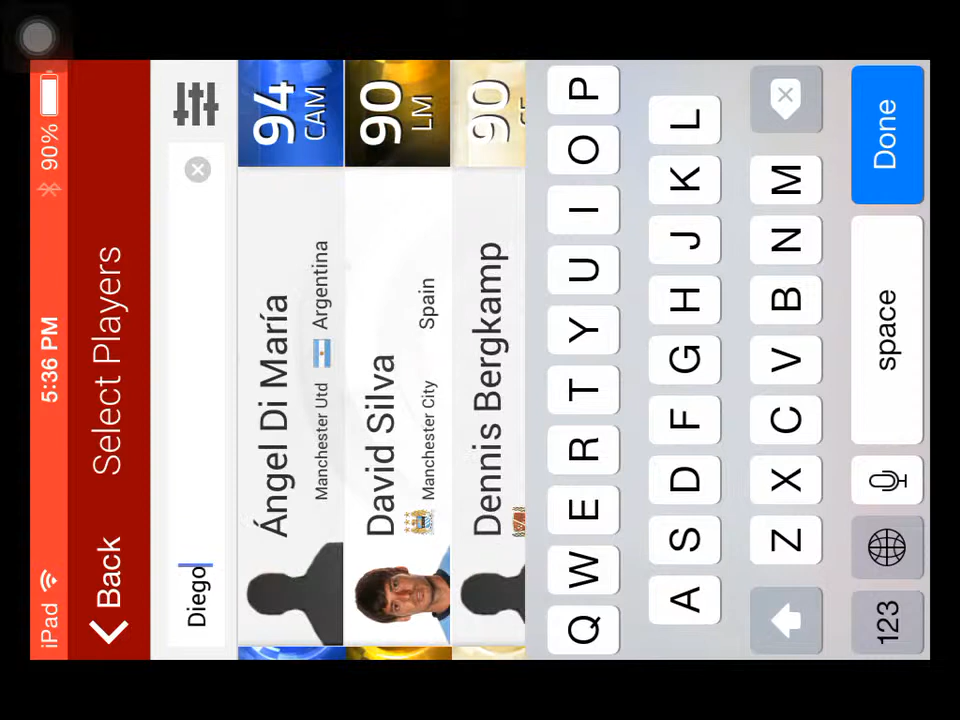 iPad 5:36 PM 90%
Back Select Players
Diego
Ángel Di María
Manchester Utd Argentina
94
CAM
David Silva
Manchester City Spain
90
LM
Dennis Bergkamp
90
Q W E R T Y U I O P
A S D F G H J K L
Z X C V B N M
123 space Done